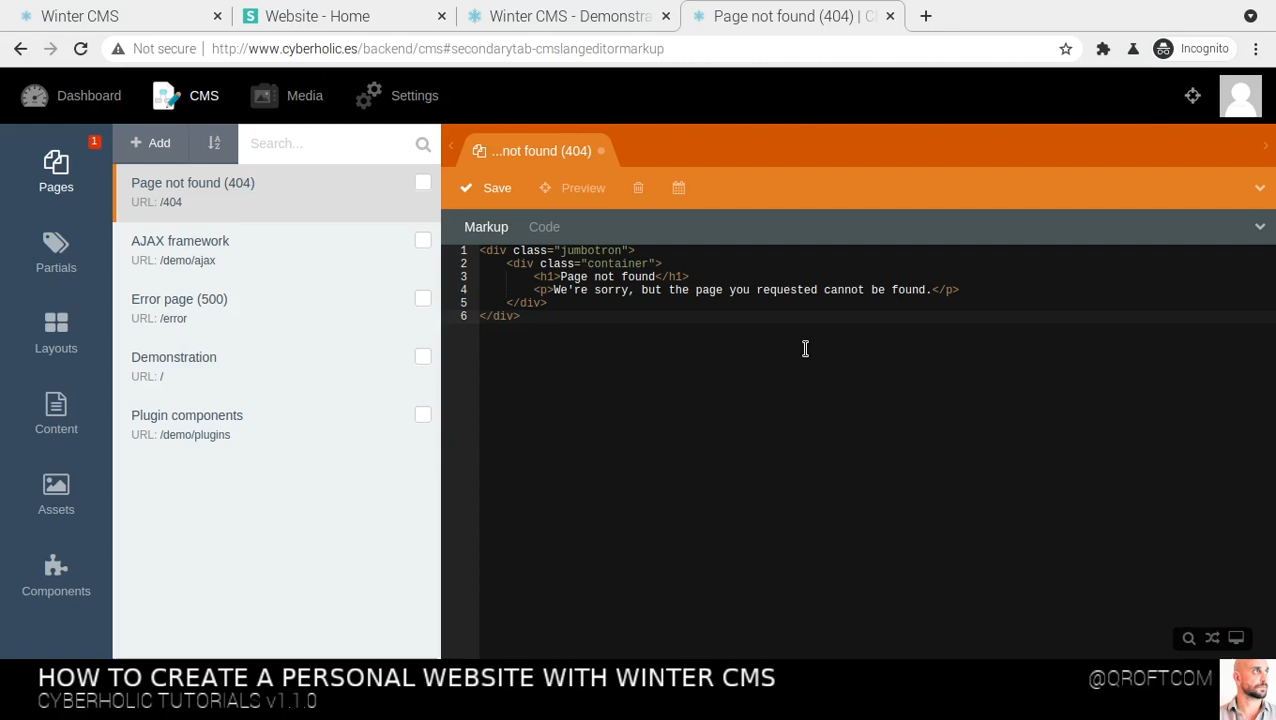 Winter CMS
Website - Home
Winter CMS - Demonstra
Page not found (404) | C
Not secure
http://www.cyberholic.es/backend/cms#secondarytab-cmslangeditormarkup
Incognito
Dashboard
CMS
Media
Settings
1
Pages
Partials
Layouts
Content
Assets
Components
Add
Search...
Page not found (404)
URL: /404
AJAX framework
URL: /demo/ajax
Error page (500)
URL: /error
Demonstration
URL: /
Plugin components
URL: /demo/plugins
...not found (404)
Save
Preview
Markup
Code
1 <div class="jumbotron">
2 <div class="container">
3 <h1>Page not found</h1>
4 <p>We're sorry, but the page you requested cannot be found.</p>
5 </div>
6 </div>
HOW TO CREATE A PERSONAL WEBSITE WITH WINTER CMS
CYBERHOLIC TUTORIALS v1.1.0
@QROFTCOM